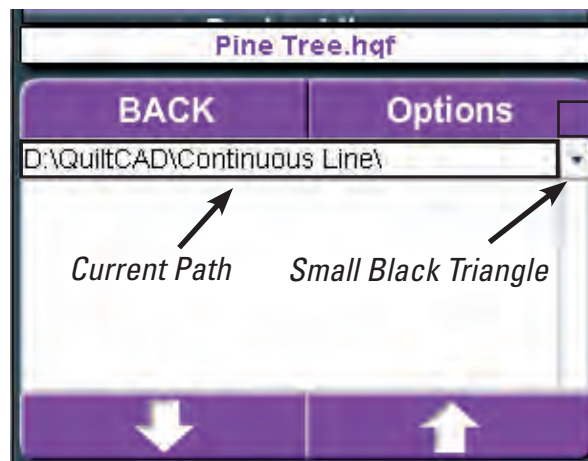 Pine Tree.hqf
BACK Options
D:\QuiltCAD\Continuous Line\
Current Path Small Black Triangle